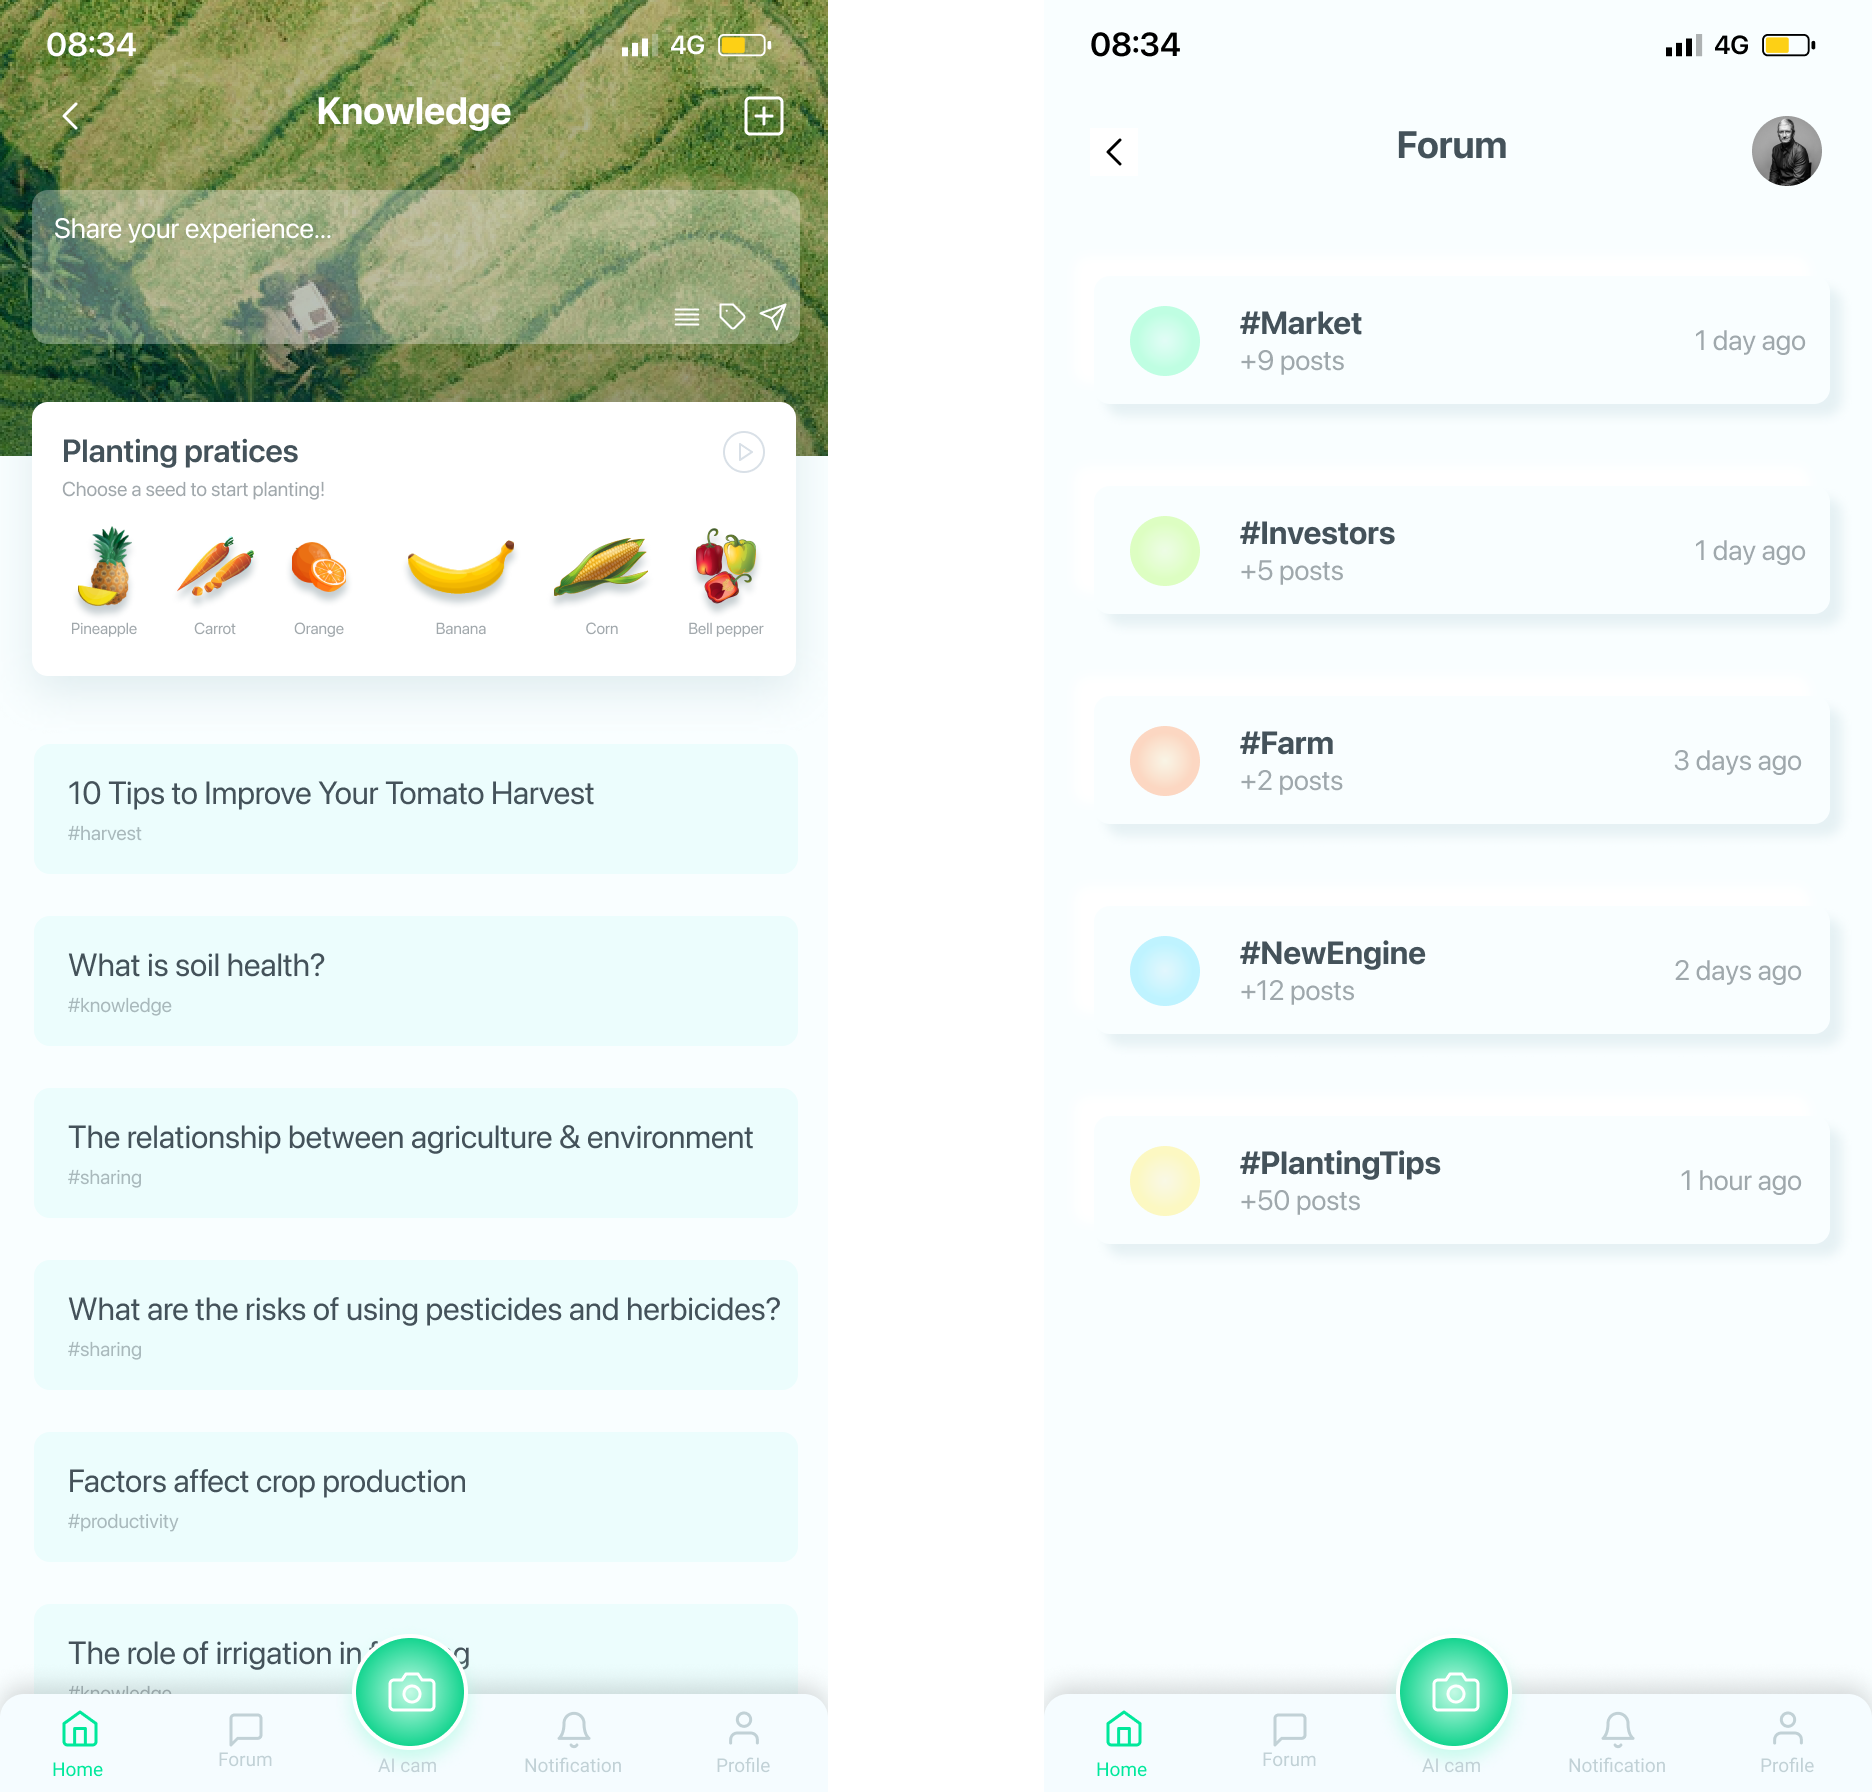 08:34
4G
Knowledge
Share your experience...
Planting pratices
Choose a seed to start planting!
Pineapple
Carrot
Orange
Banana
Corn
Bell pepper
10 Tips to Improve Your Tomato Harvest
#harvest
What is soil health?
#knowledge
The relationship between agriculture & environment
#sharing
What are the risks of using pesticides and herbicides?
#sharing
Factors affect crop production
#productivity
The role of irrigation in
#knowledge
Home
Forum
AI cam
Notification
Profile
08:34
4G
Forum
#Market
+9 posts
1 day ago
#Investors
+5 posts
1 day ago
#Farm
+2 posts
3 days ago
#NewEngine
+12 posts
2 days ago
#PlantingTips
+50 posts
1 hour ago
Home
Forum
AI cam
Notification
Profile